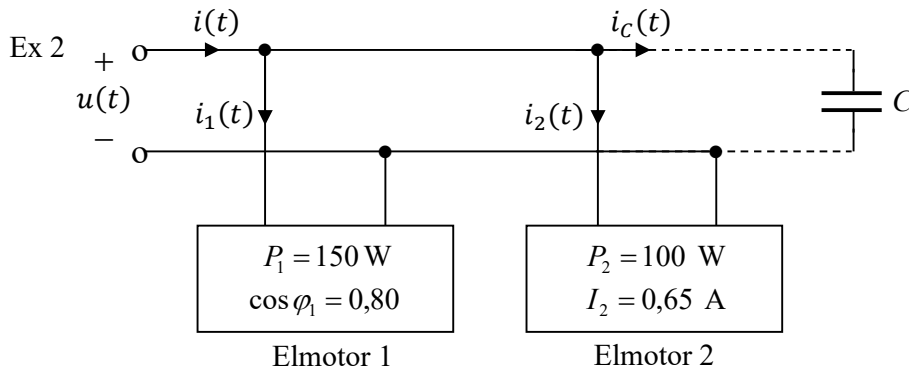 Ex 2
i(t)
i_C(t)
+
u(t)
−
i_1(t)
i_2(t)
C
P_1 = 150 W
cos φ_1 = 0,80
P_2 = 100 W
I_2 = 0,65 A
Elmotor 1
Elmotor 2